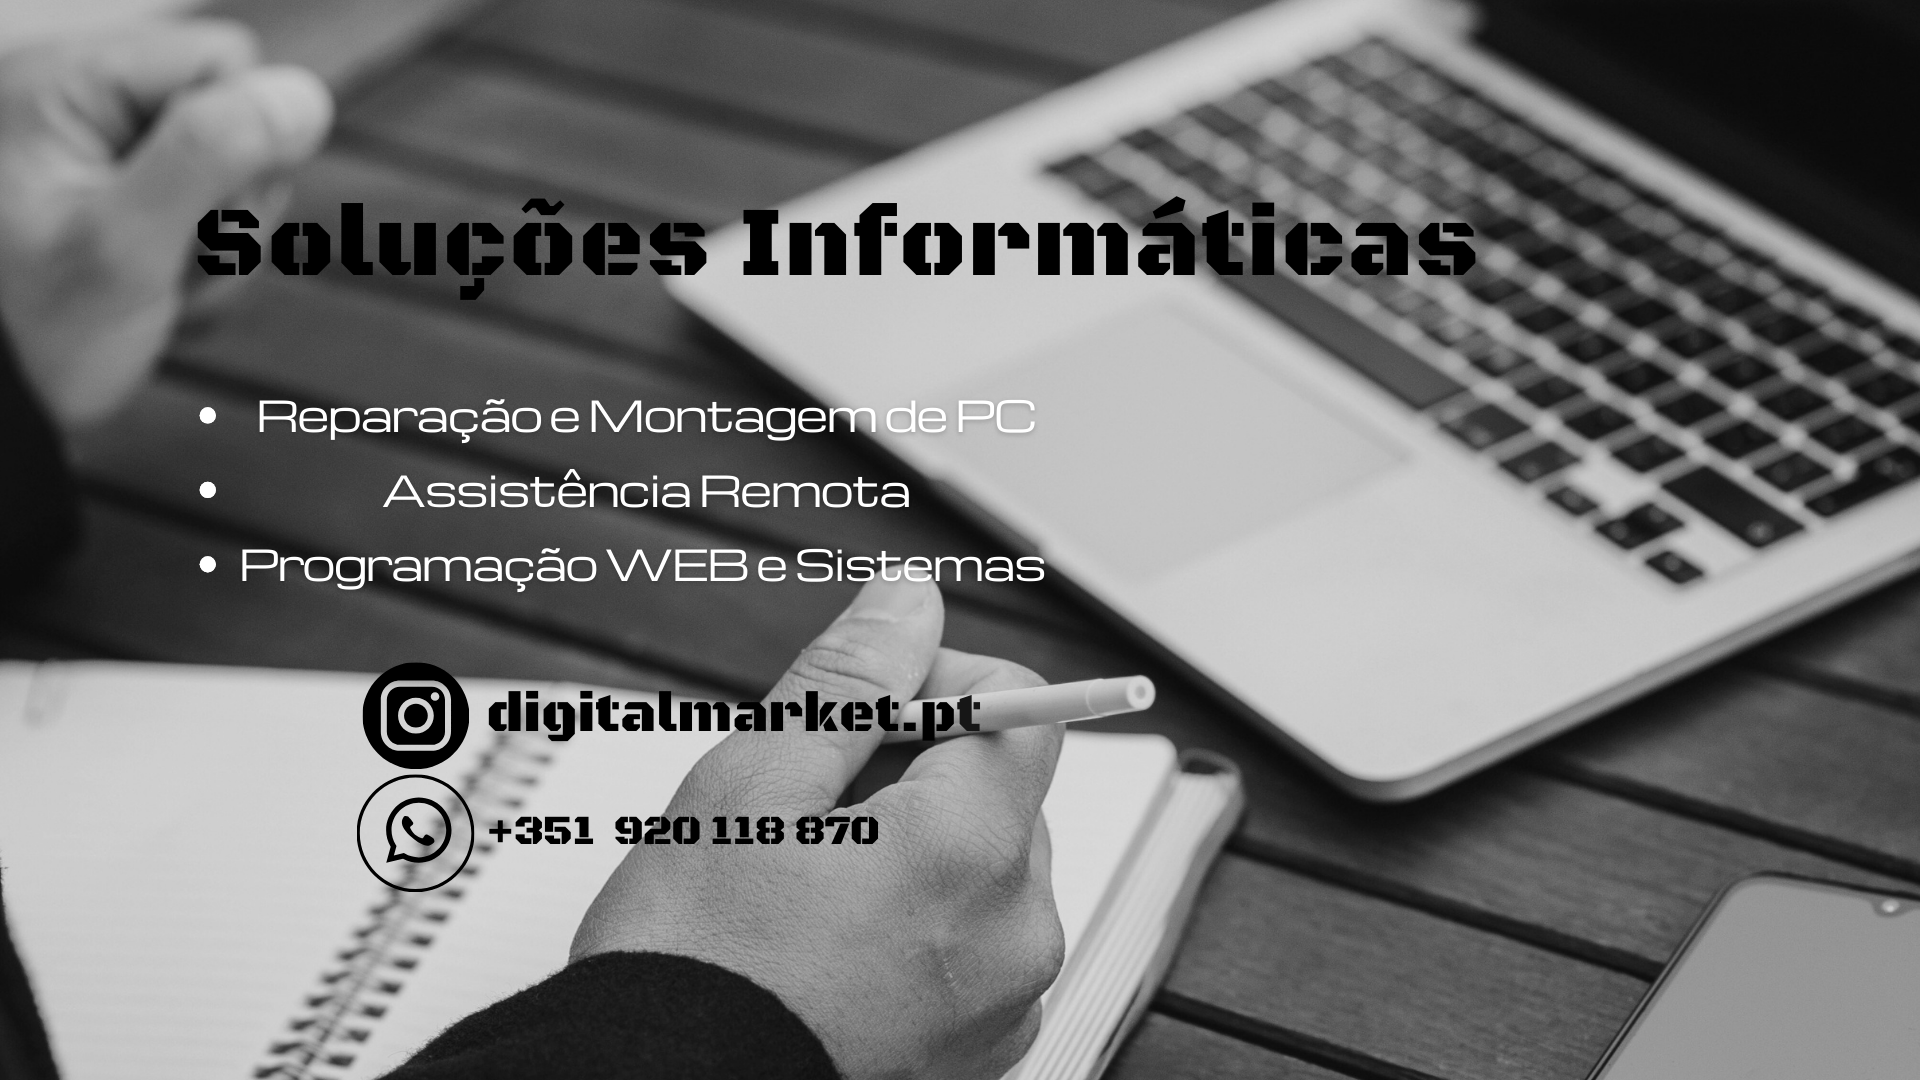 Soluções Informáticas
• Reparação e Montagem de PC
• Assistência Remota
• Programação WEB e Sistemas
digitalmarket.pt
+351 920 118 870